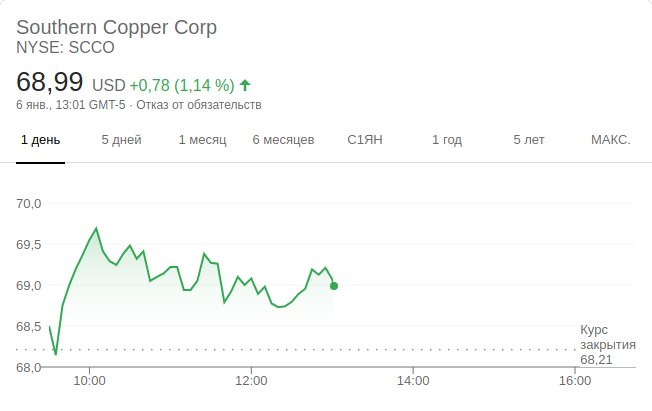 Southern Copper Corp
NYSE: SCCO
68,99 USD +0,78 (1,14 %)
6 янв., 13:01 GMT-5 · Отказ от обязательств
1 день 5 дней 1 месяц 6 месяцев С1ЯН 1 год 5 лет МАКС.
70,0
69,5
69,0
68,5
68,0
Курс
закрытия
68,21
10:00 12:00 14:00 16:00